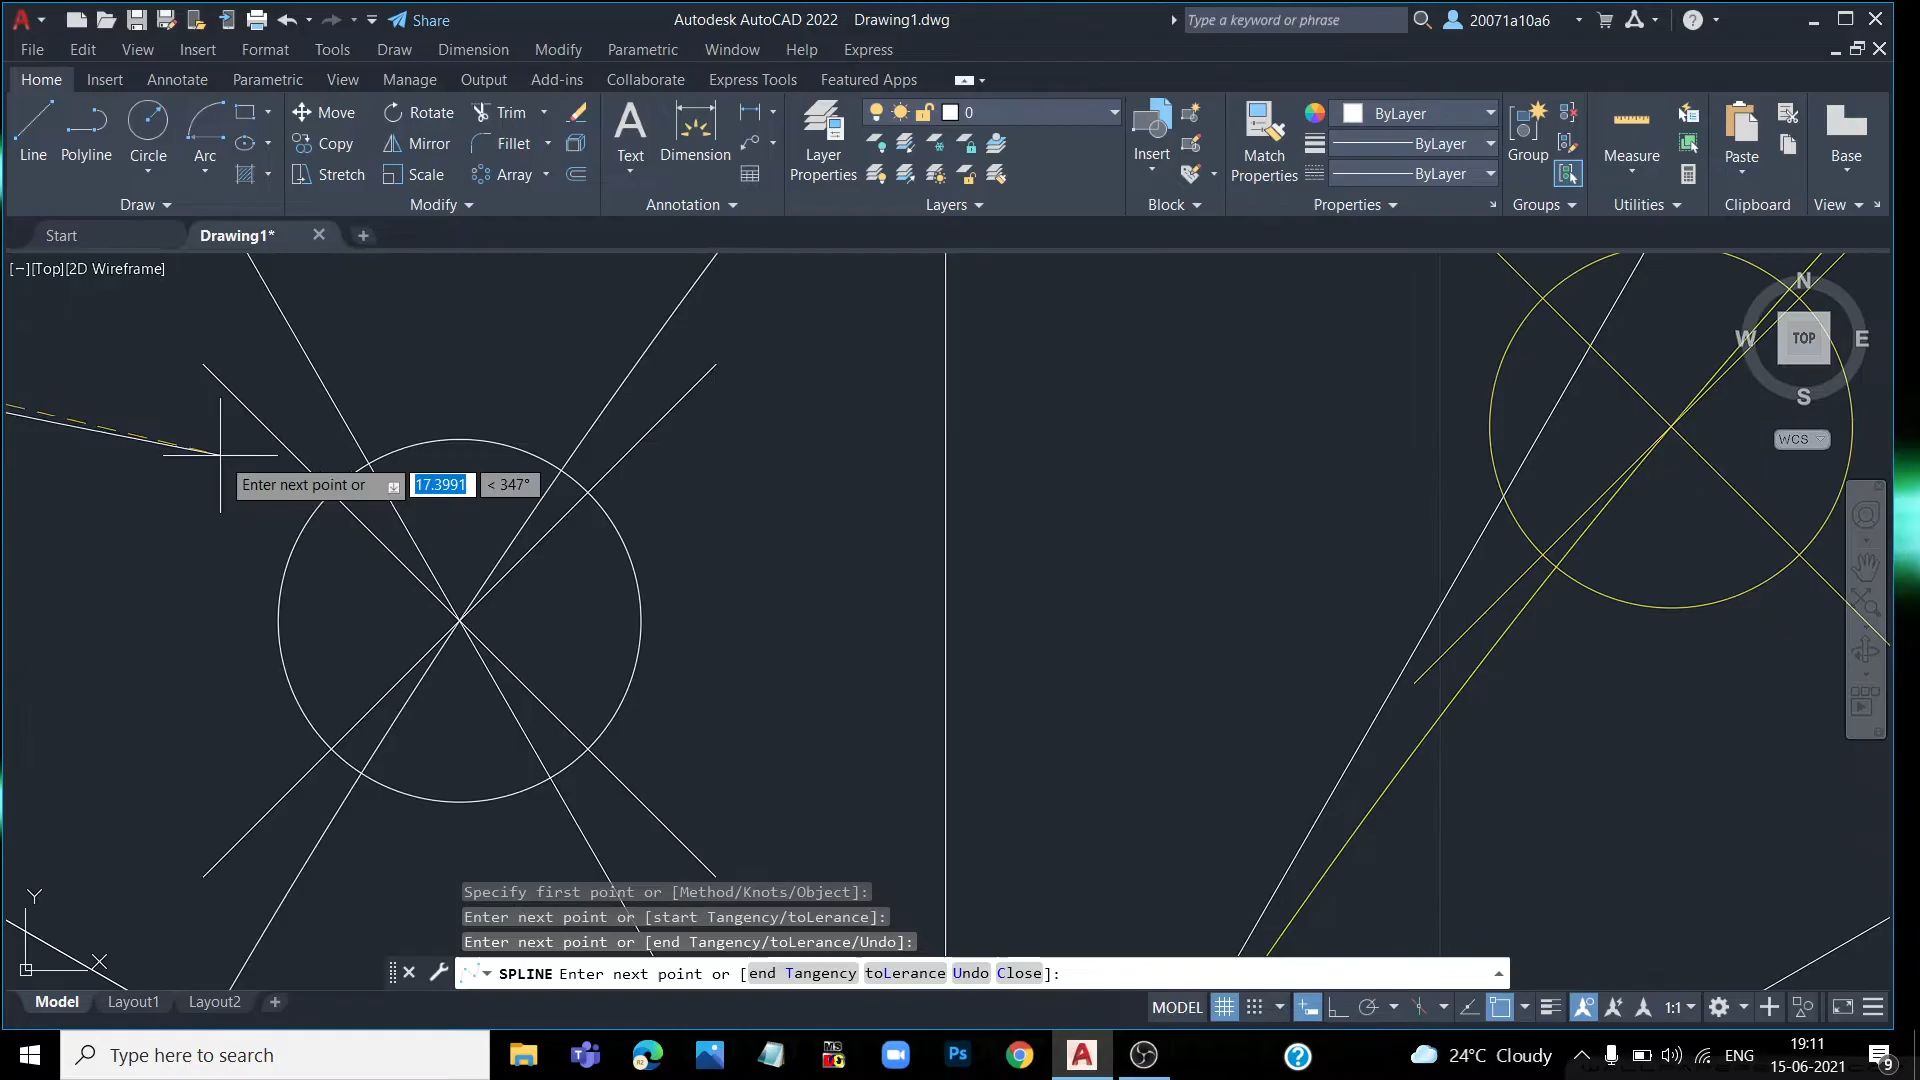 Share
Autodesk AutoCAD 2022 Drawing1.dwg
Type a keyword or phrase
20071a10a6
File Edit View Insert Format Tools Draw Dimension Modify Parametric Window Help Express
Home Insert Annotate Parametric View Manage Output Add-ins Collaborate Express Tools Featured Apps
Line
Polyline
Circle
Arc
Move
Copy
Stretch
Rotate
Mirror
Scale
Trim
Fillet
Array
Text
Dimension
Layer
Properties
0
Insert
Match
Properties
ByLayer
ByLayer
ByLayer
Group
Measure
Paste
Base
Draw
Modify
Annotation
Layers
Block
Properties
Groups
Utilities
Clipboard
View
Start
Drawing1*
[−][Top][2D Wireframe]
N
W
TOP
E
S
WCS
Enter next point or 17.3991 < 347°
Y
X
Specify first point or [Method/Knots/Object]:
Enter next point or [start Tangency/toLerance]:
Enter next point or [end Tangency/toLerance/Undo]:
SPLINE Enter next point or [end Tangency toLerance Undo Close]:
Model Layout1 Layout2
MODEL
1:1
Type here to search
Ps
24°C Cloudy
ENG
19:11
15-06-2021
9